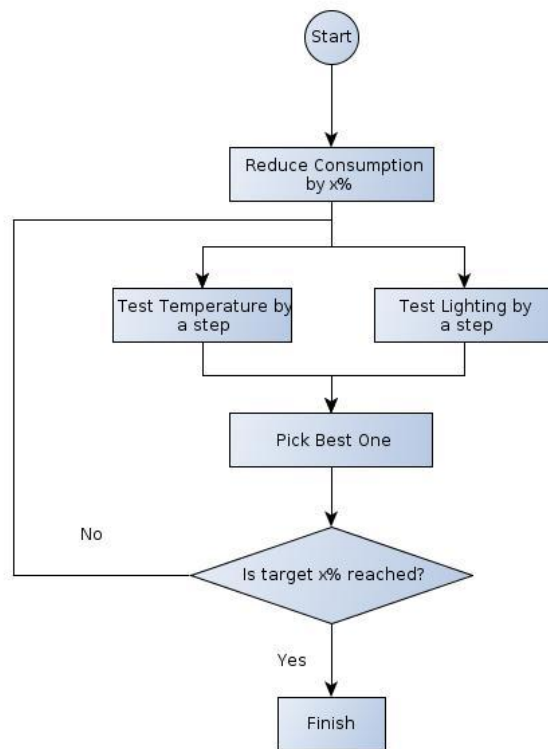 Start
Reduce Consumption
by x%
Test Temperature by
a step
Test Lighting by
a step
Pick Best One
No
Is target x% reached?
Yes
Finish